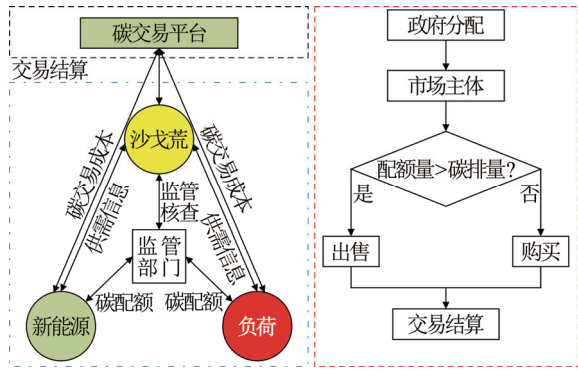 碳交易平台
交易结算
沙戈荒
碳交易成本
供需信息
碳交易成本
供需信息
监管
核查
监管
部门
碳配额
碳配额
新能源
负荷
政府分配
市场主体
配额量>碳排量?
是
否
出售
购买
交易结算